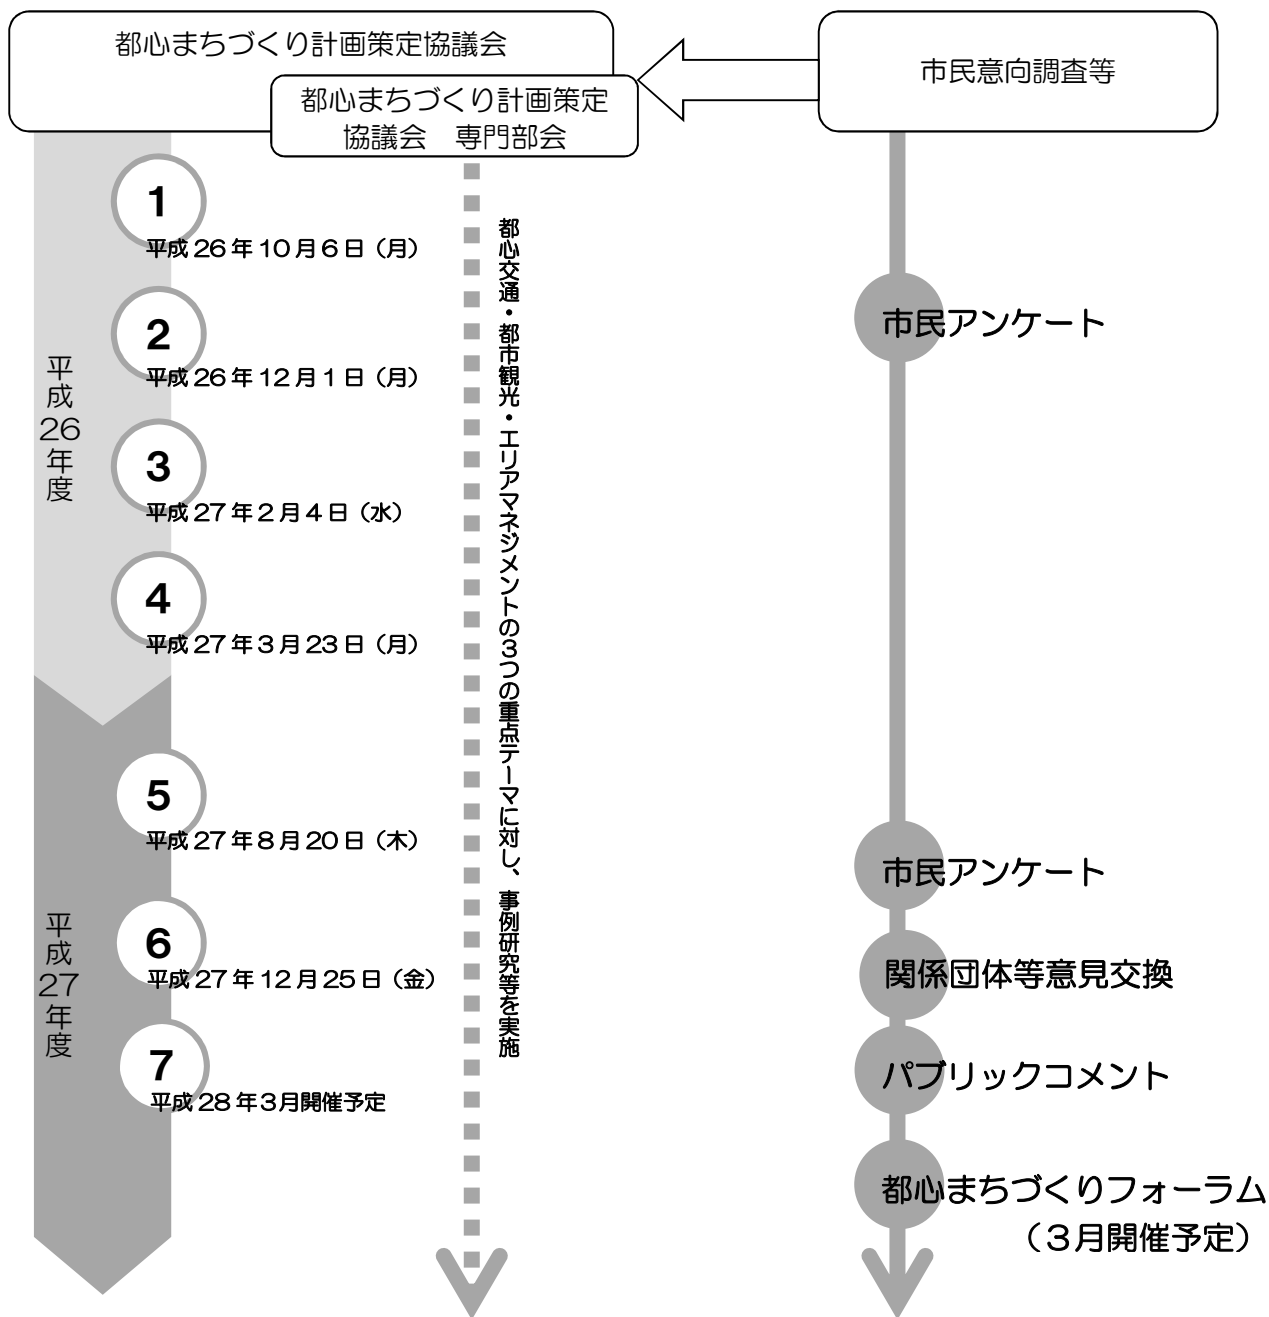 都心まちづくり計画策定協議会
都心まちづくり計画策定
協議会　専門部会
市民意向調査等
平成26年度
1
平成26年10月6日（月）
2
平成26年12月1日（月）
3
平成27年2月4日（水）
4
平成27年3月23日（月）
平成27年度
5
平成27年8月20日（木）
6
平成27年12月25日（金）
7
平成28年3月開催予定
都心交通・都市観光・エリアマネジメントの3つの重点テーマに対し、事例研究等を実施
市民アンケート
市民アンケート
関係団体等意見交換
パブリックコメント
都心まちづくりフォーラム
（3月開催予定）